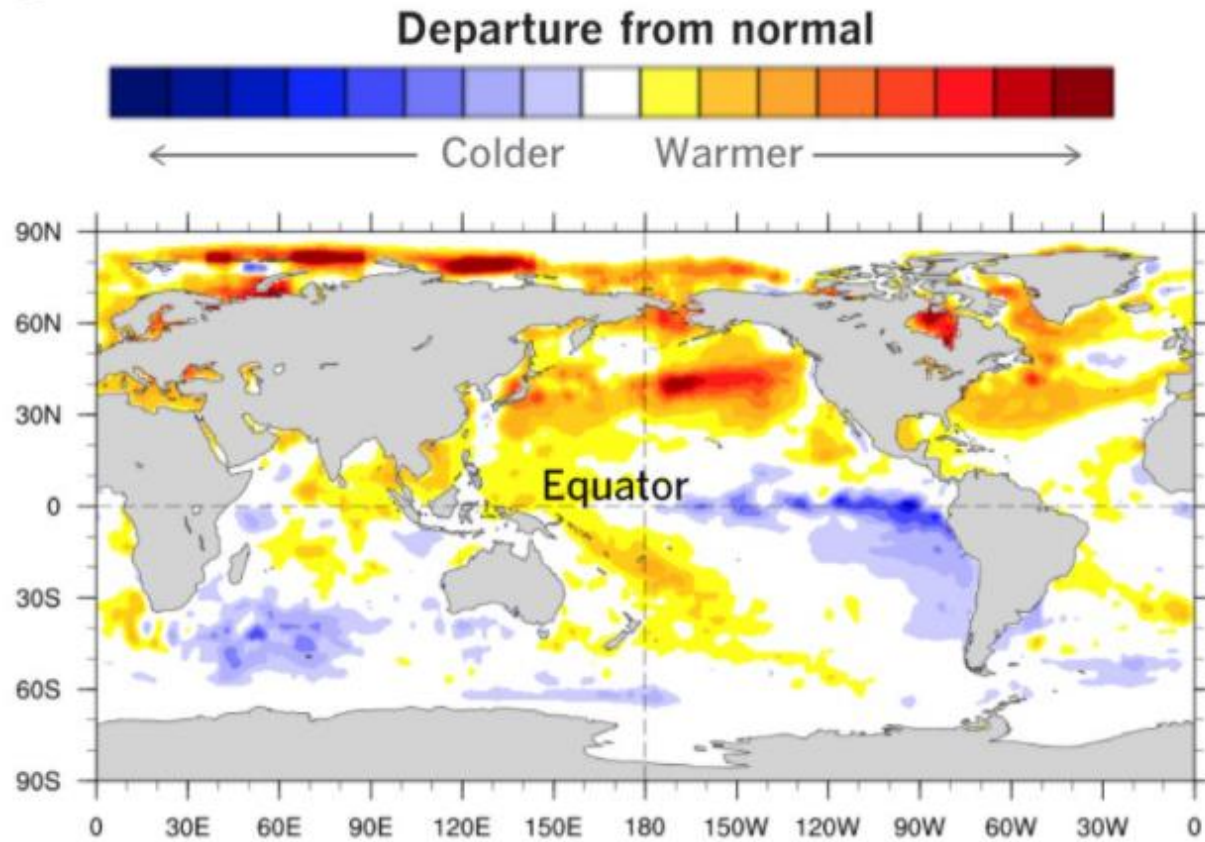 Departure from normal
Colder Warmer
90N
60N
30N
Equator
0
30S
60S
90S
0 30E 60E 90E 120E 150E 180 150W 120W 90W 60W 30W 0